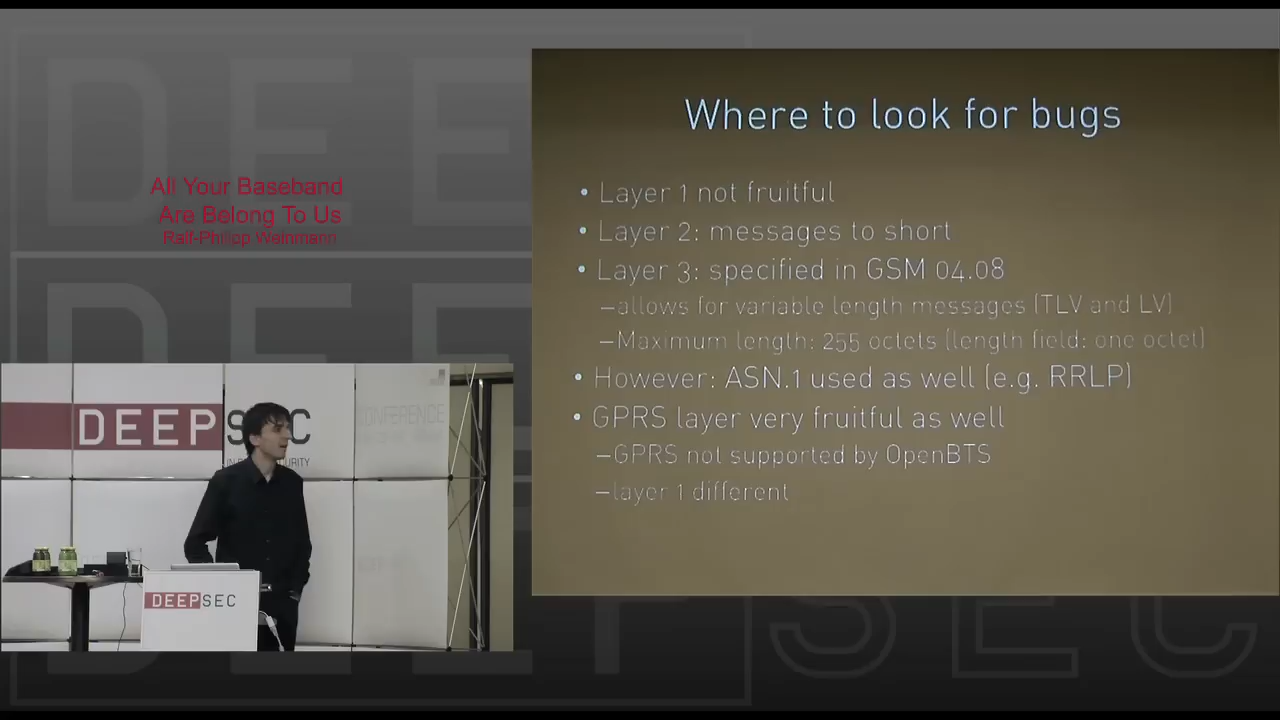 All Your Baseband
Are Belong To Us
Ralf-Philipp Weinmann
Where to look for bugs
• Layer 1 not fruitful
• Layer 2: messages to short
• Layer 3: specified in GSM 04.08
–allows for variable length messages (TLV and LV)
–Maximum length: 255 octets (length field: one octet)
• However: ASN.1 used as well (e.g. RRLP)
• GPRS layer very fruitful as well
–GPRS not supported by OpenBTS
–layer 1 different
DEEPSEC
CONFERENCE
DEEPSEC